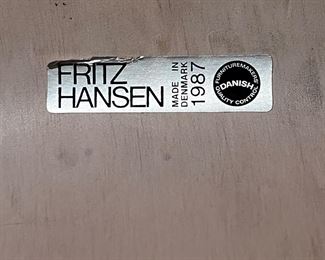 FRITZ
HANSEN
MADE IN
DENMARK
1987
FURNITUREMAKERS
DANISH
QUALITY CONTROL